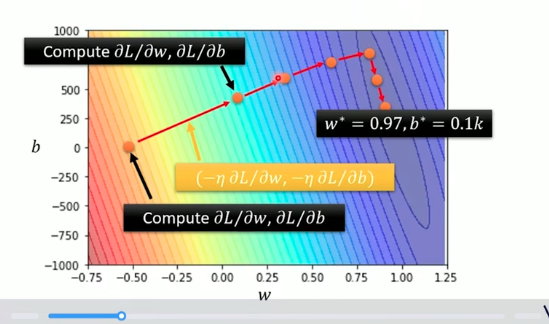 1000
Compute ∂L/∂w, ∂L/∂b
750
500
250
w* = 0.97, b* = 0.1k
b
0
(−η ∂L/∂w, −η ∂L/∂b)
−250
−500
Compute ∂L/∂w, ∂L/∂b
−750
−1000
−0.75 −0.50 −0.25 0.00 0.25 0.50 0.75 1.00 1.25
w